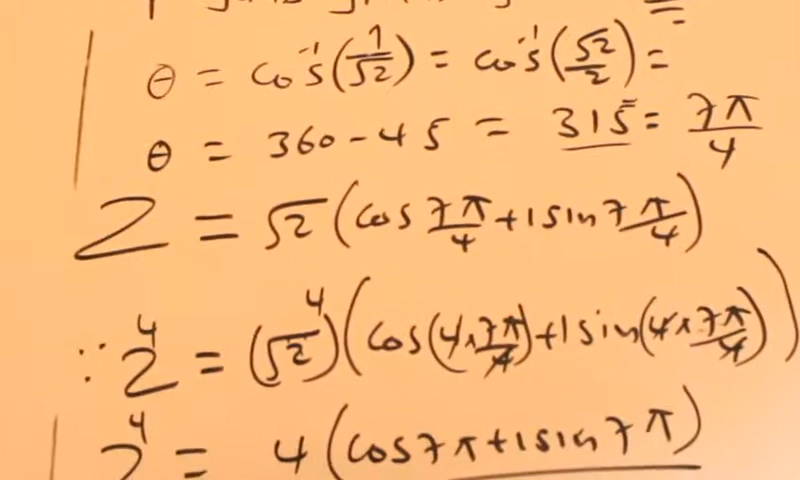 θ = cos⁻¹(1/√2) = cos⁻¹(√2/2) =
θ = 360 - 45 = 315 = 7π/4
Z = √2 (cos 7π/4 + i sin 7π/4)
∵ Z⁴ = (√2)⁴ (cos(4×7π/4) + i sin(4×7π/4))
Z⁴ = 4 (cos 7π + i sin 7π)